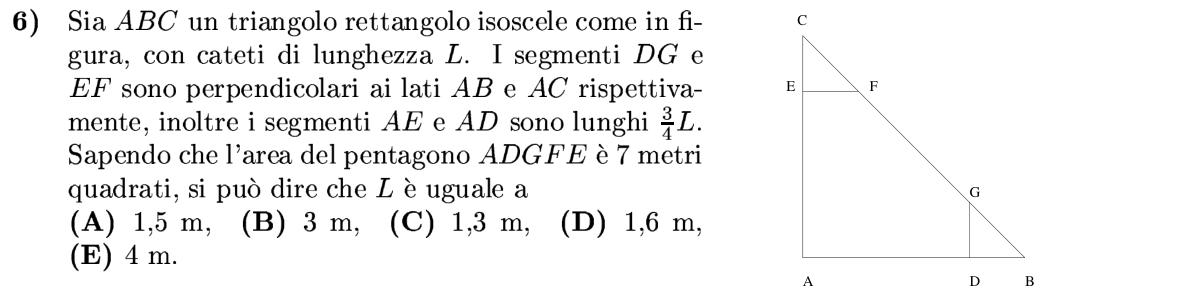 6) Sia ABC un triangolo rettangolo isoscele come in fi-
gura, con cateti di lunghezza L. I segmenti DG e
EF sono perpendicolari ai lati AB e AC rispettiva-
mente, inoltre i segmenti AE e AD sono lunghi \frac{3}{4}L.
Sapendo che l'area del pentagono ADGFE è 7 metri
quadrati, si può dire che L è uguale a
(A) 1,5 m, (B) 3 m, (C) 1,3 m, (D) 1,6 m,
(E) 4 m.
C
E F
G
A D B